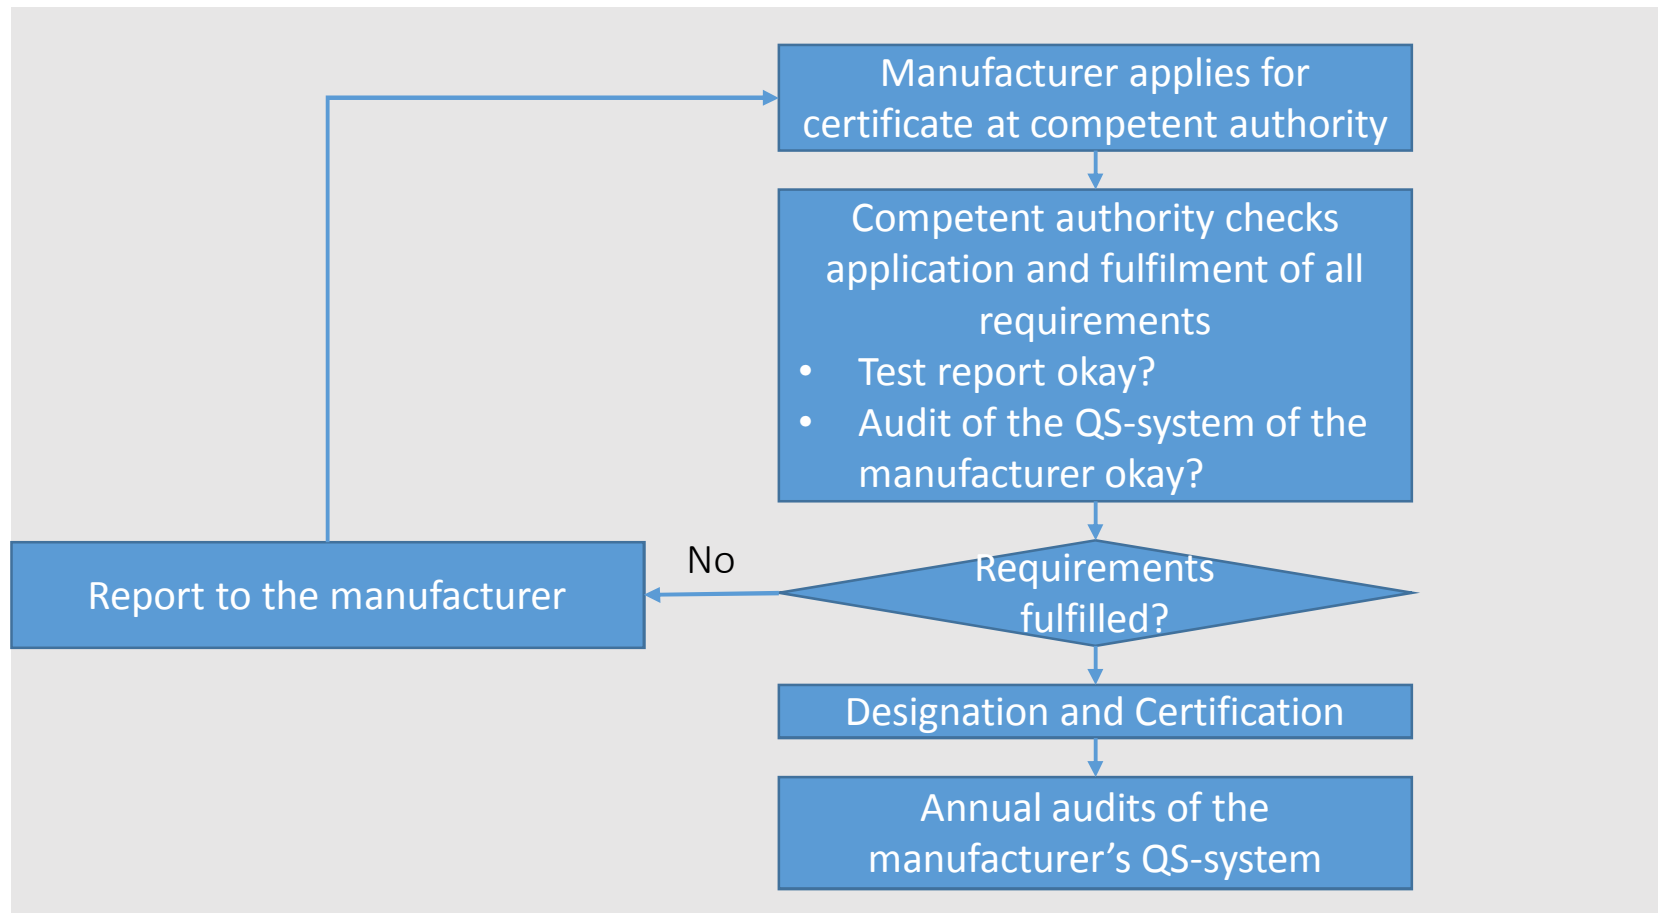 Manufacturer applies for
certificate at competent authority
Competent authority checks
application and fulfilment of all
requirements
• Test report okay?
• Audit of the QS-system of the
manufacturer okay?
Requirements
fulfilled?
No
Report to the manufacturer
Designation and Certification
Annual audits of the
manufacturer’s QS-system